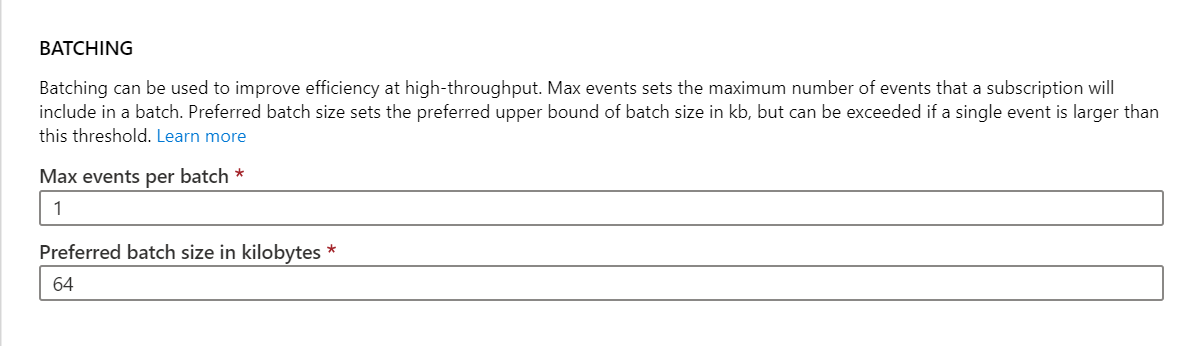 BATCHING
Batching can be used to improve efficiency at high-throughput. Max events sets the maximum number of events that a subscription will
include in a batch. Preferred batch size sets the preferred upper bound of batch size in kb, but can be exceeded if a single event is larger than
this threshold. Learn more
Max events per batch *
1
Preferred batch size in kilobytes *
64